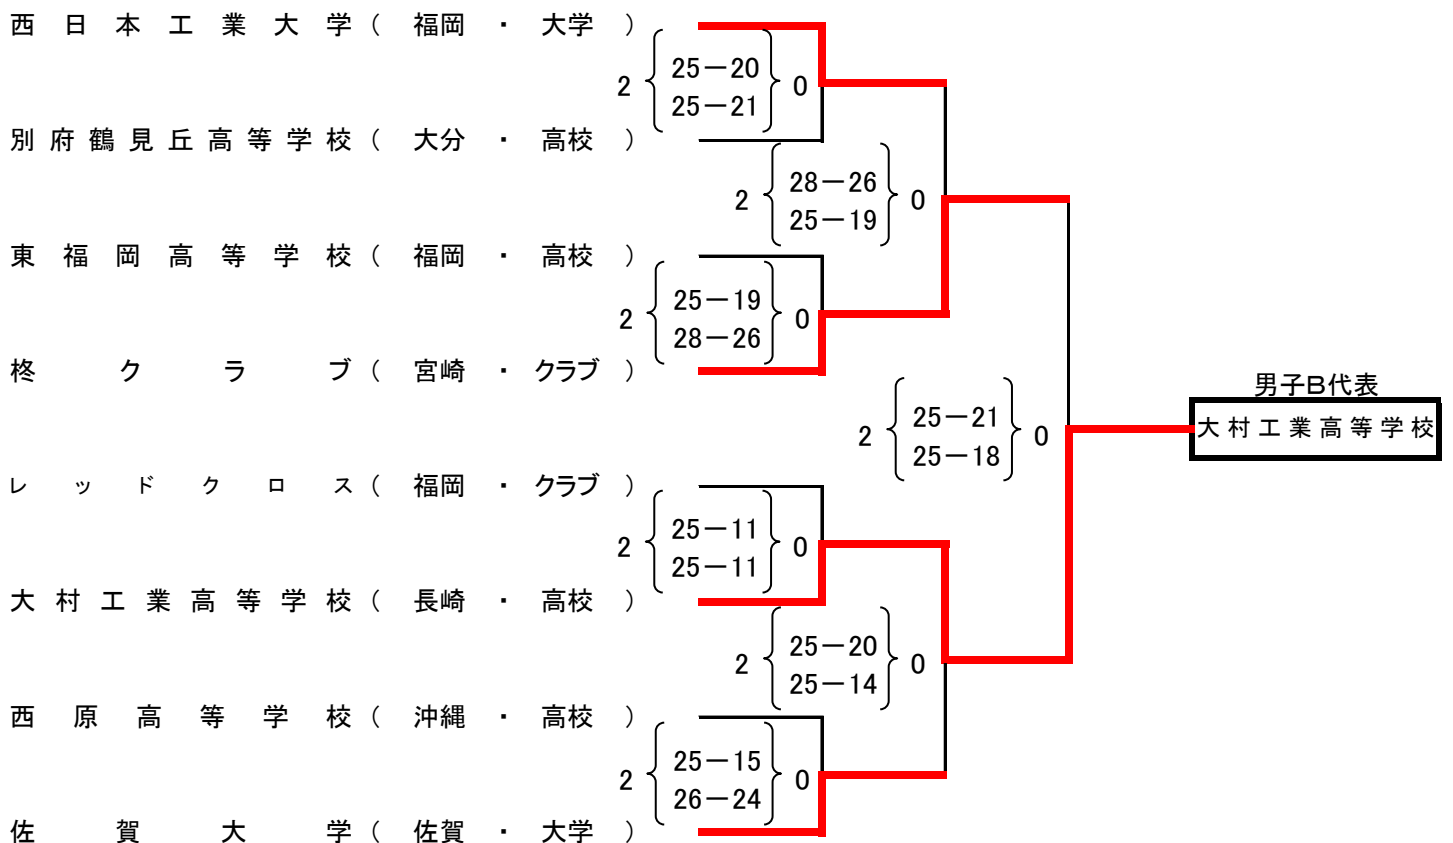 西日本工業大学（ 福岡 ・ 大学 ）
2 25－20 0
25－21
別府鶴見丘高等学校（ 大分 ・ 高校 ）
2 28－26 0
25－19
東福岡高等学校（ 福岡 ・ 高校 ）
2 25－19 0
28－26
柊クラブ（ 宮崎 ・ クラブ ）
男子B代表
大村工業高等学校
2 25－21 0
25－18
レッドクロス（ 福岡 ・ クラブ ）
2 25－11 0
25－11
大村工業高等学校（ 長崎 ・ 高校 ）
2 25－20 0
25－14
西原高等学校（ 沖縄 ・ 高校 ）
2 25－15 0
26－24
佐賀大学（ 佐賀 ・ 大学 ）